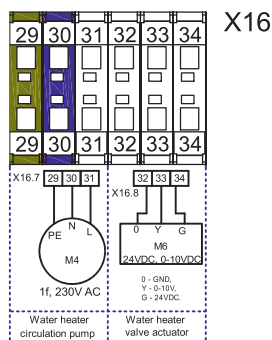 X16
29 30 31 32 33 34
29 30 31 32 33 34
X16.7 29 30 31
32 33 34
X16.8
PE N L
M4
1f, 230V AC
0 Y G
M6
24VDC, 0-10VDC
0 - GND,
Y - 0-10V,
G - 24VDC.
Water heater
circulation pump
Water heater
valve actuator